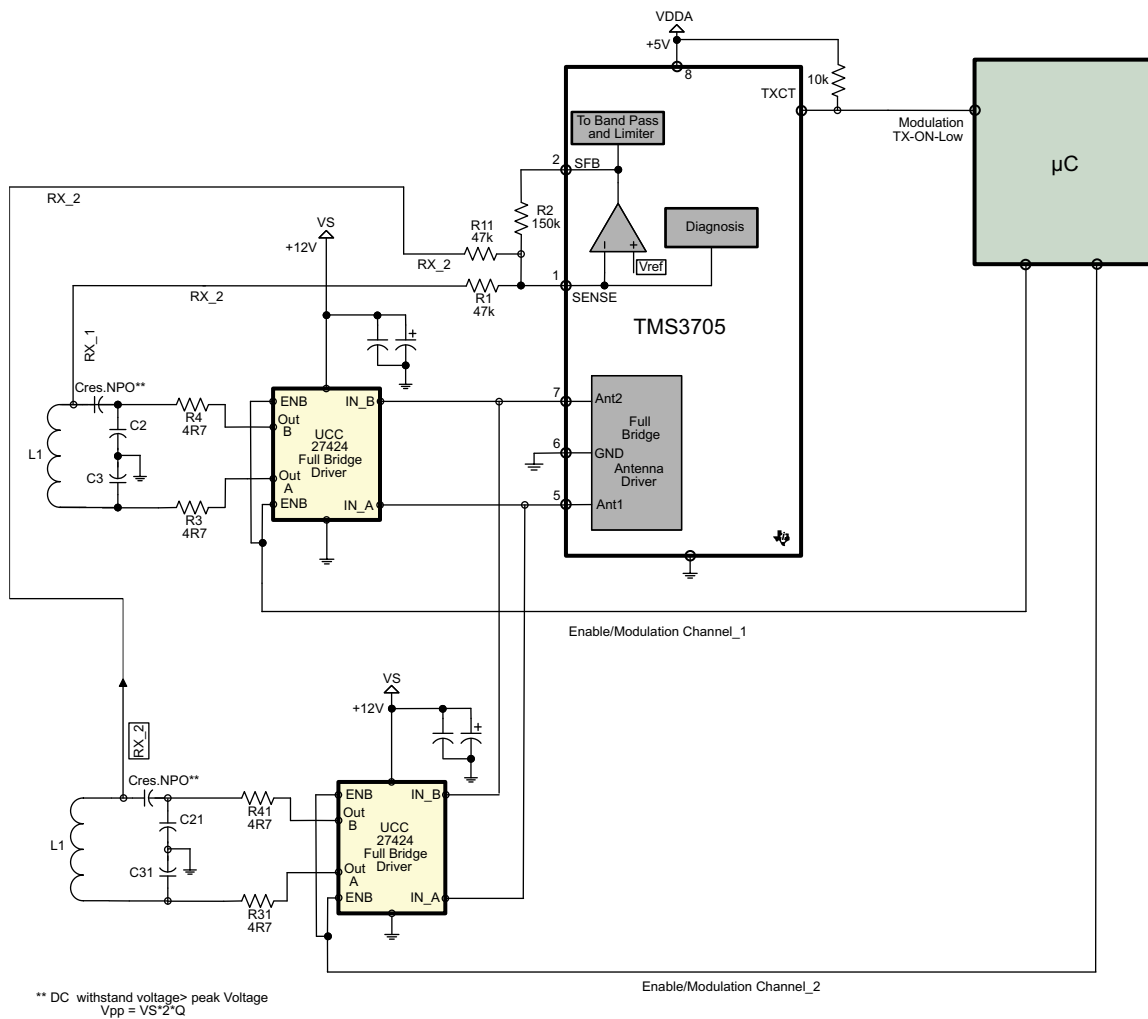 VDDA
+5V
8
10k
TXCT
Modulation
TX-ON-Low
µC
To Band Pass
and Limiter
2
SFB
R2
150k
Diagnosis
Vref
RX_2
VS
+12V
R11
47k
RX_2
1
SENSE
RX_2
R1
47k
TMS3705
RX_1
+
Cres.NPO**
R4
4R7
C2
L1
C3
R3
4R7
ENB
IN_B
Out
B
UCC
27424
Full Bridge
Driver
Out
A
ENB
IN_A
7
Ant2
Full
Bridge
6
GND
Antenna
Driver
5
Ant1
Enable/Modulation Channel_1
VS
+12V
+
RX_2
Cres.NPO**
R41
4R7
C21
L1
C31
R31
4R7
ENB
IN_B
Out
B
UCC
27424
Full Bridge
Driver
Out
A
ENB
IN_A
Enable/Modulation Channel_2
** DC withstand voltage> peak Voltage
Vpp = VS*2*Q